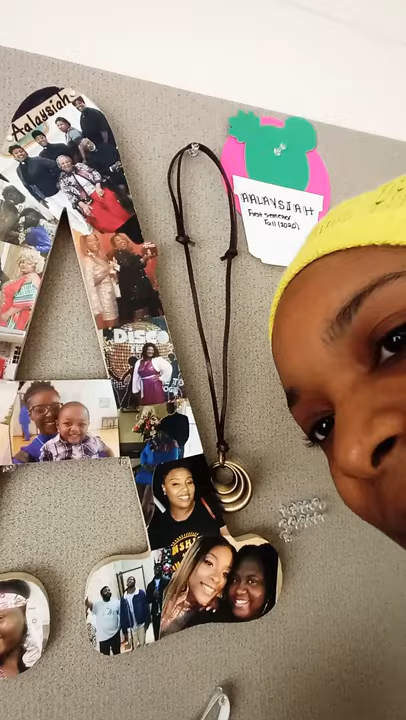 Aalaysiah
AALAYSIAH
First semester
Fall (2020)
DISCO